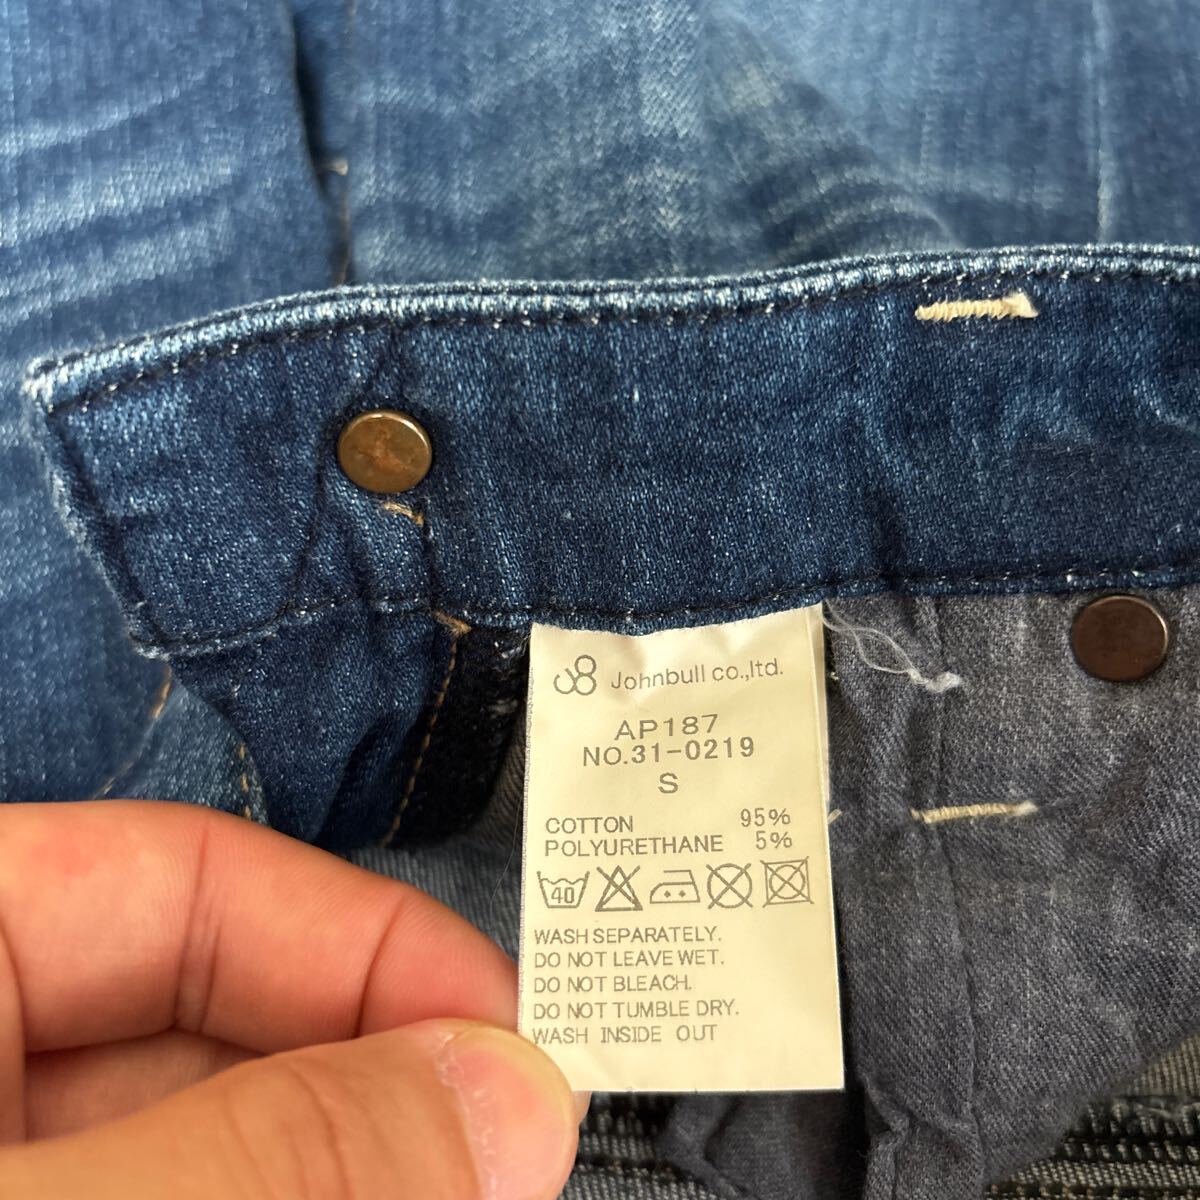 Johnbull co.,ltd.
AP187
NO.31-0219
S
COTTON 95%
POLYURETHANE 5%
40
WASH SEPARATELY.
DO NOT LEAVE WET.
DO NOT BLEACH.
DO NOT TUMBLE DRY.
WASH INSIDE OUT